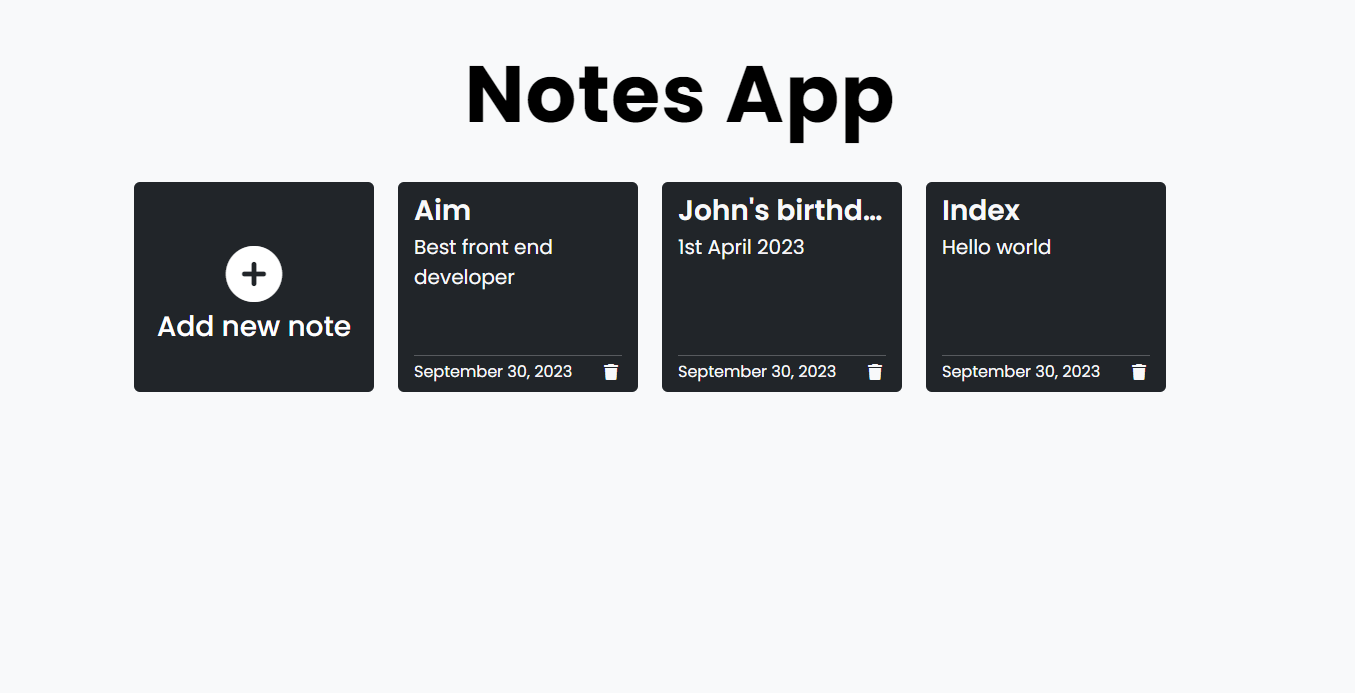 Notes App
Add new note
Aim
Best front end
developer
September 30, 2023
John's birthd...
1st April 2023
September 30, 2023
Index
Hello world
September 30, 2023